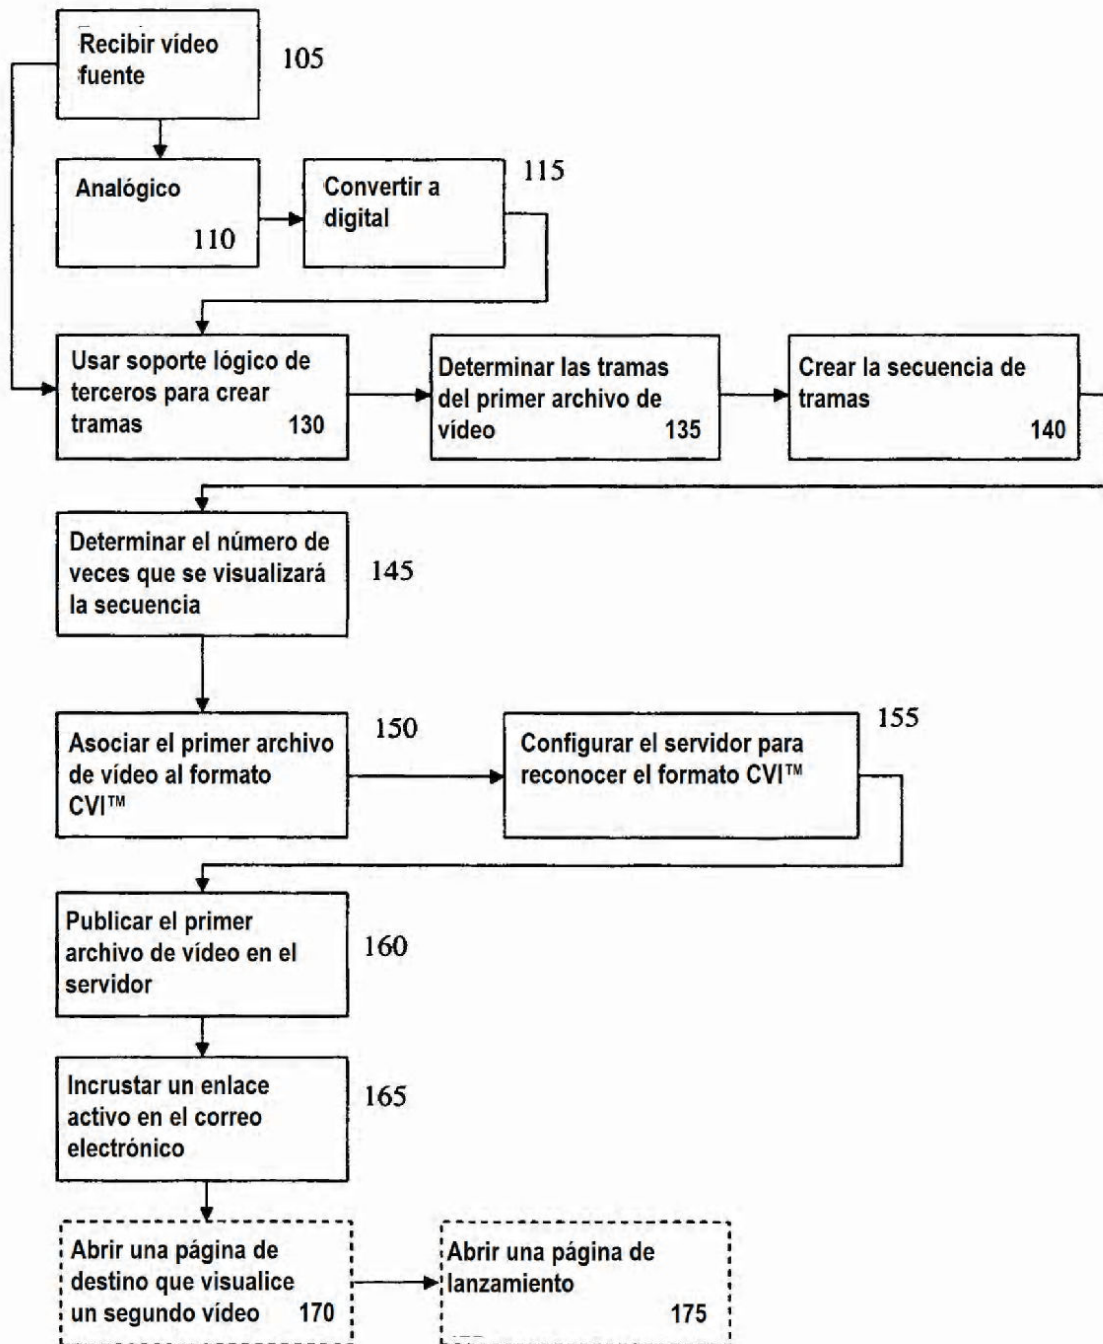 Recibir vídeo
fuente
105
Analógico
110
Convertir a
digital
115
Usar soporte lógico de
terceros para crear
tramas
130
Determinar las tramas
del primer archivo de
vídeo
135
Crear la secuencia de
tramas
140
Determinar el número de
veces que se visualizará
la secuencia
145
Asociar el primer archivo
de vídeo al formato
CVI™
150
Configurar el servidor para
reconocer el formato CVI™
155
Publicar el primer
archivo de vídeo en el
servidor
160
Incrustar un enlace
activo en el correo
electrónico
165
Abrir una página de
destino que visualice
un segundo vídeo
170
Abrir una página de
lanzamiento
175